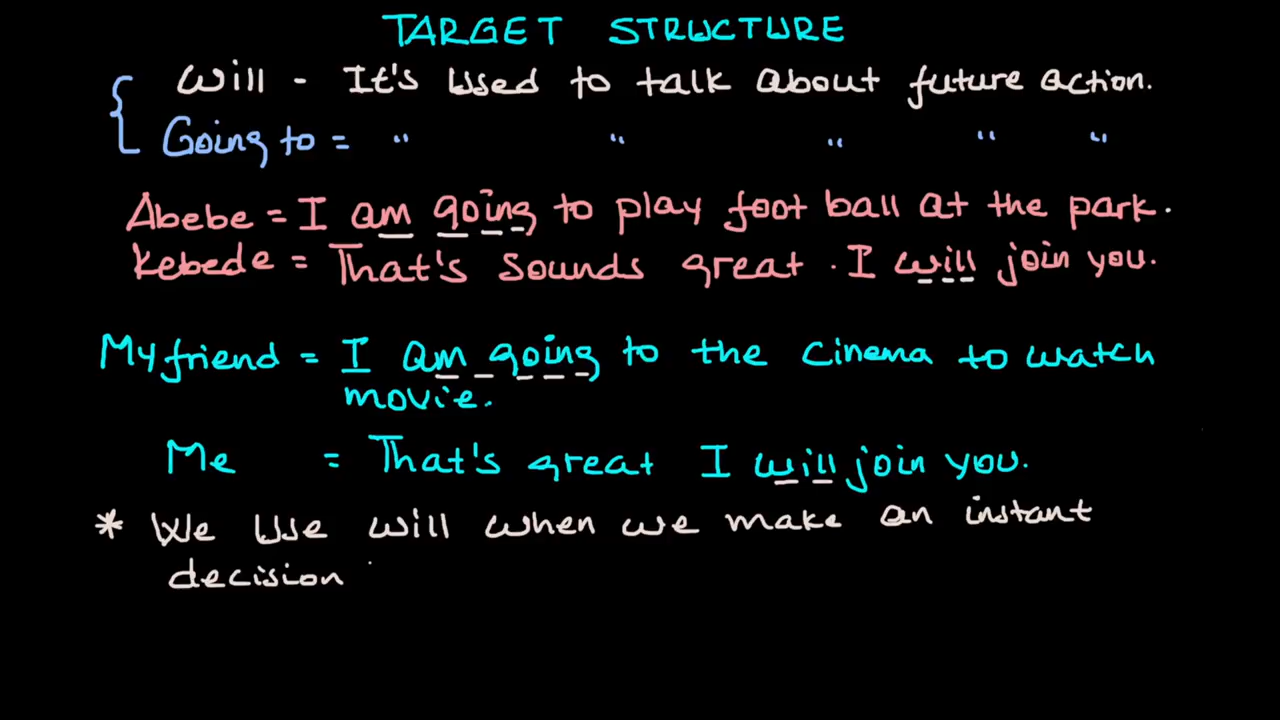 TARGET STRUCTURE
Will - It's Used to talk about future action.
Going to = " " " " "
Abebe = I am going to play foot ball at the park.
Kebede = That's sounds great. I will join you.
My friend = I am going to the cinema to watch
movie.
Me = That's great I will join you.
* We Use will when we make an instant
decision